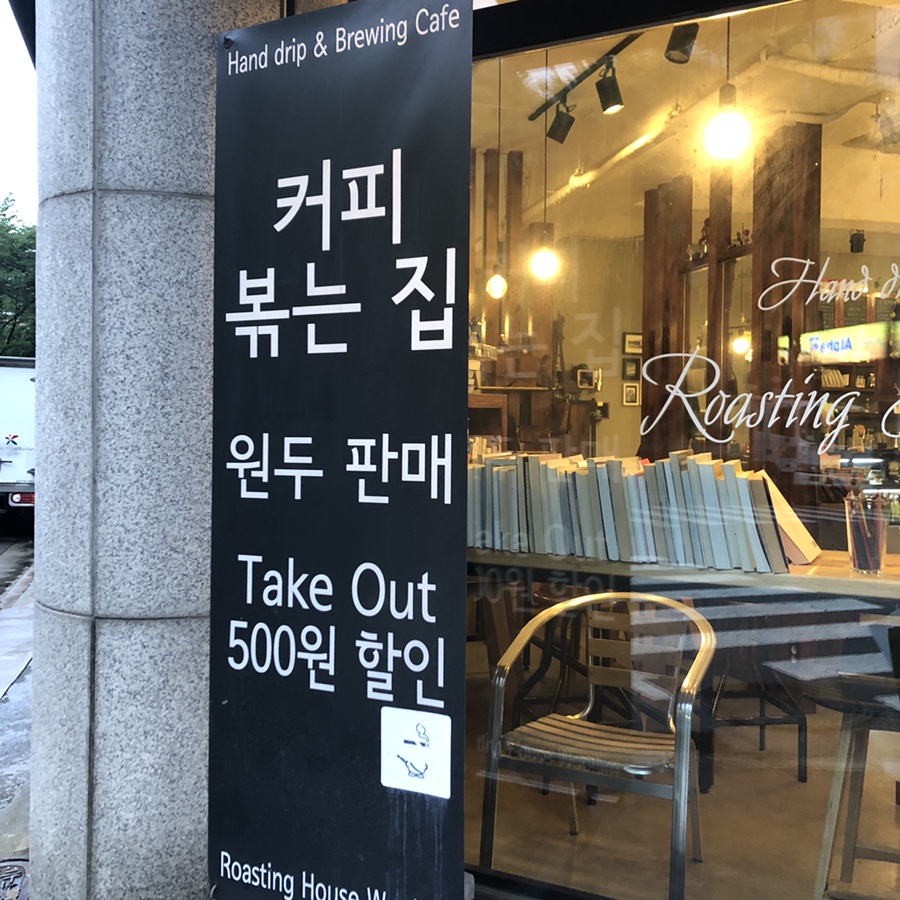 Hand drip & Brewing Cafe
커피
볶는 집
원두 판매
Take Out
500원 할인
Roasting House
Hand
Roasting